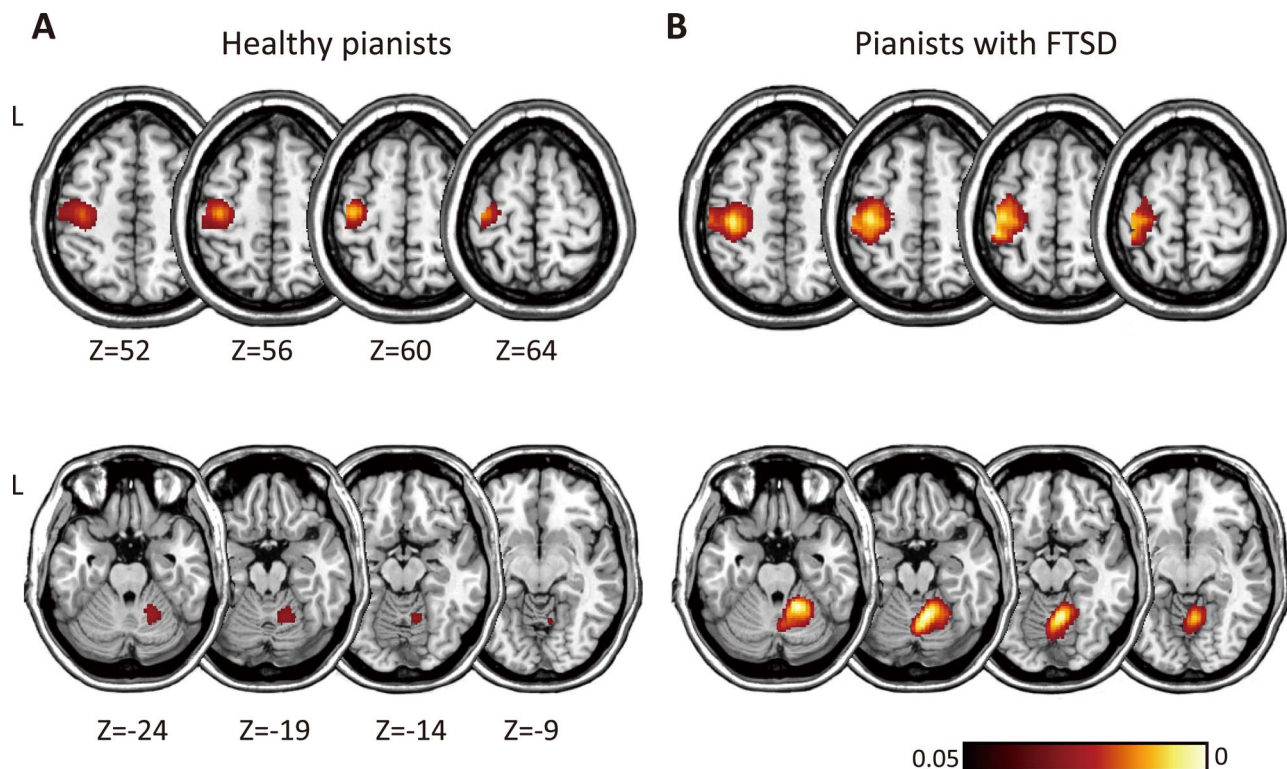 A
Healthy pianists
B
Pianists with FTSD
L
Z=52
Z=56
Z=60
Z=64
L
Z=-24
Z=-19
Z=-14
Z=-9
0.05
0